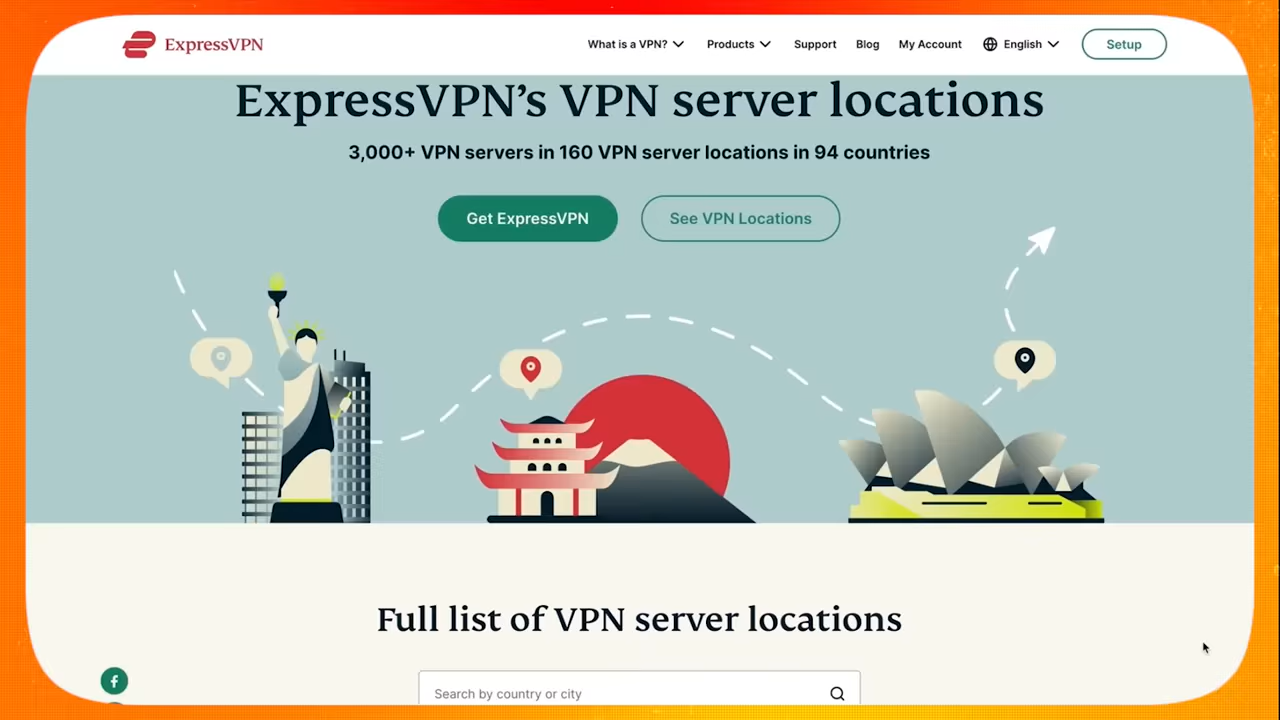 ExpressVPN
What is a VPN?
Products
Support
Blog
My Account
English
Setup
ExpressVPN’s VPN server locations
3,000+ VPN servers in 160 VPN server locations in 94 countries
Get ExpressVPN
See VPN Locations
Full list of VPN server locations
Search by country or city